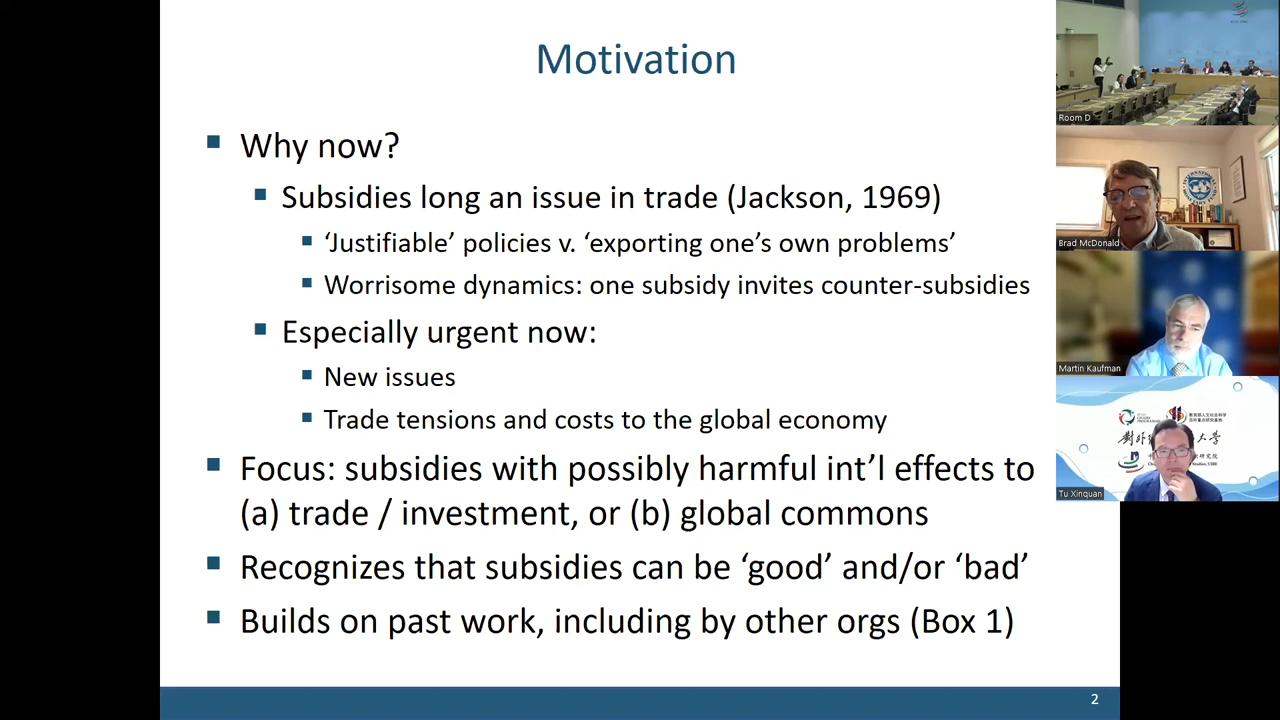 Motivation
Why now?
Subsidies long an issue in trade (Jackson, 1969)
‘Justifiable’ policies v. ‘exporting one’s own problems’
Worrisome dynamics: one subsidy invites counter-subsidies
Especially urgent now:
New issues
Trade tensions and costs to the global economy
Focus: subsidies with possibly harmful int’l effects to
(a) trade / investment, or (b) global commons
Recognizes that subsidies can be ‘good’ and/or ‘bad’
Builds on past work, including by other orgs (Box 1)
2
Room D
Brad McDonald
Martin Kaufman
Tu Xinquan